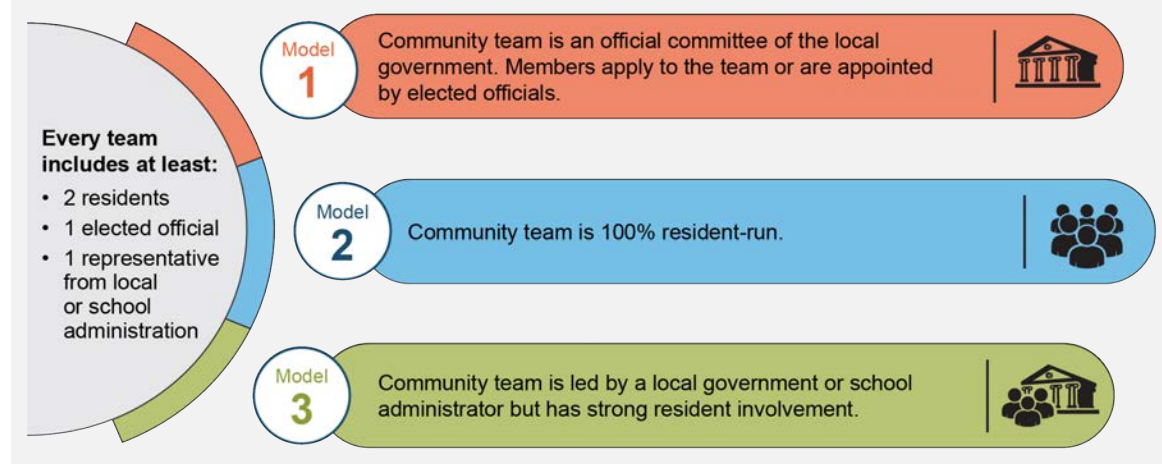 Every team
includes at least:
• 2 residents
• 1 elected official
• 1 representative
from local
or school
administration
Model
1
Community team is an official committee of the local
government. Members apply to the team or are appointed
by elected officials.
Model
2
Community team is 100% resident-run.
Model
3
Community team is led by a local government or school
administrator but has strong resident involvement.